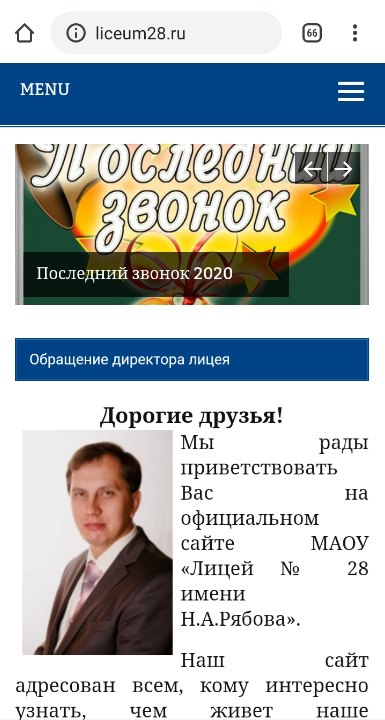 liceum28.ru
66
MENU
Последний
звонок
Последний звонок 2020
Обращение директора лицея
Дорогие друзья!
Мы рады
приветствовать
Вас на
официальном
сайте МАОУ
«Лицей № 28
имени
Н.А.Рябова».
Наш сайт
адресован всем, кому интересно
узнать, чем живет наше